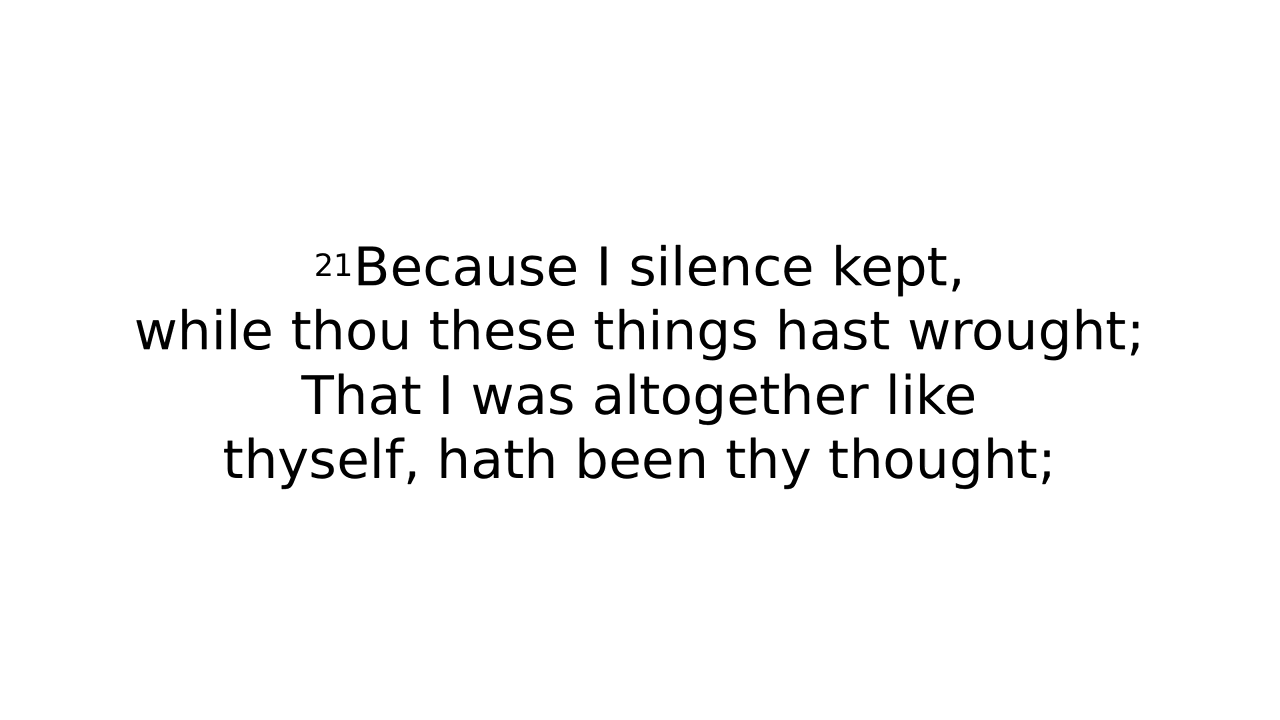 21Because I silence kept,
while thou these things hast wrought;
That I was altogether like
thyself, hath been thy thought;